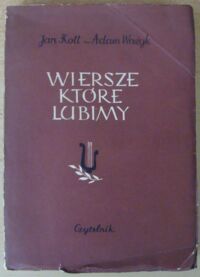 Jan Kott – Adam Ważyk
WIERSZE
KTÓRE
LUBIMY
Czytelnik